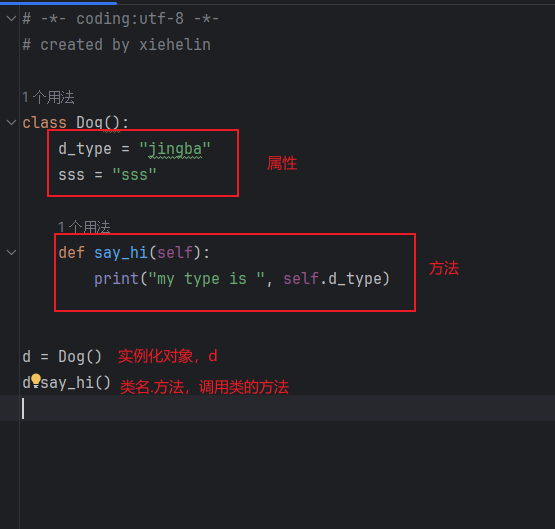 # -*- coding:utf-8 -*-
# created by xiehelin
1 个用法
class Dog():
d_type = "jingba"
属性
sss = "sss"
1 个用法
def say_hi(self):
方法
print("my type is ", self.d_type)
d = Dog() 实例化对象，d
d.say_hi() 类名.方法，调用类的方法